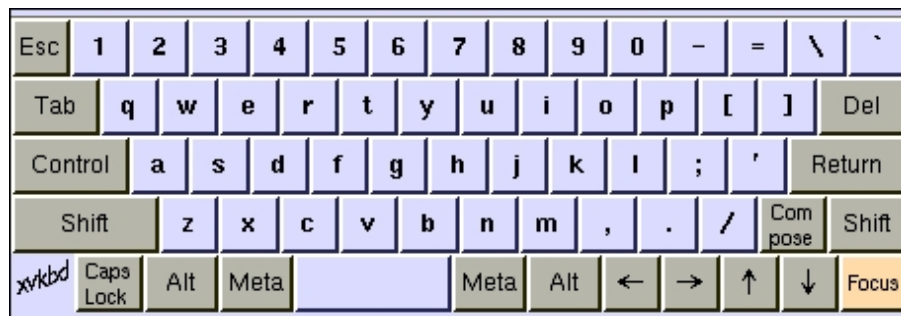 Esc 1 2 3 4 5 6 7 8 9 0 - = \ `
Tab q w e r t y u i o p [ ] Del
Control a s d f g h j k l ; ' Return
Shift z x c v b n m , . / Com pose Shift
xvkbd Caps Lock Alt Meta Meta Alt ← → ↑ ↓ Focus